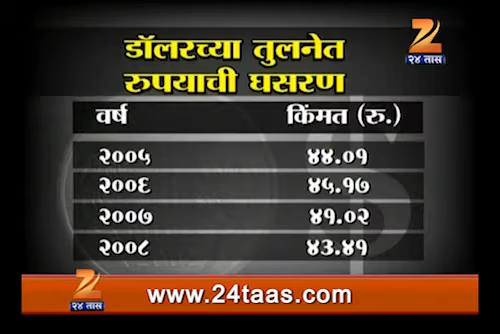 डॉलरच्या तुलनेत
रुपयाची घसरण
२४ तास
वर्ष किंमत (रु.)
२००५ ४४.०१
२००६ ४५.१७
२००७ ४१.०२
२००८ ४३.४१
२४ तास
www.24taas.com